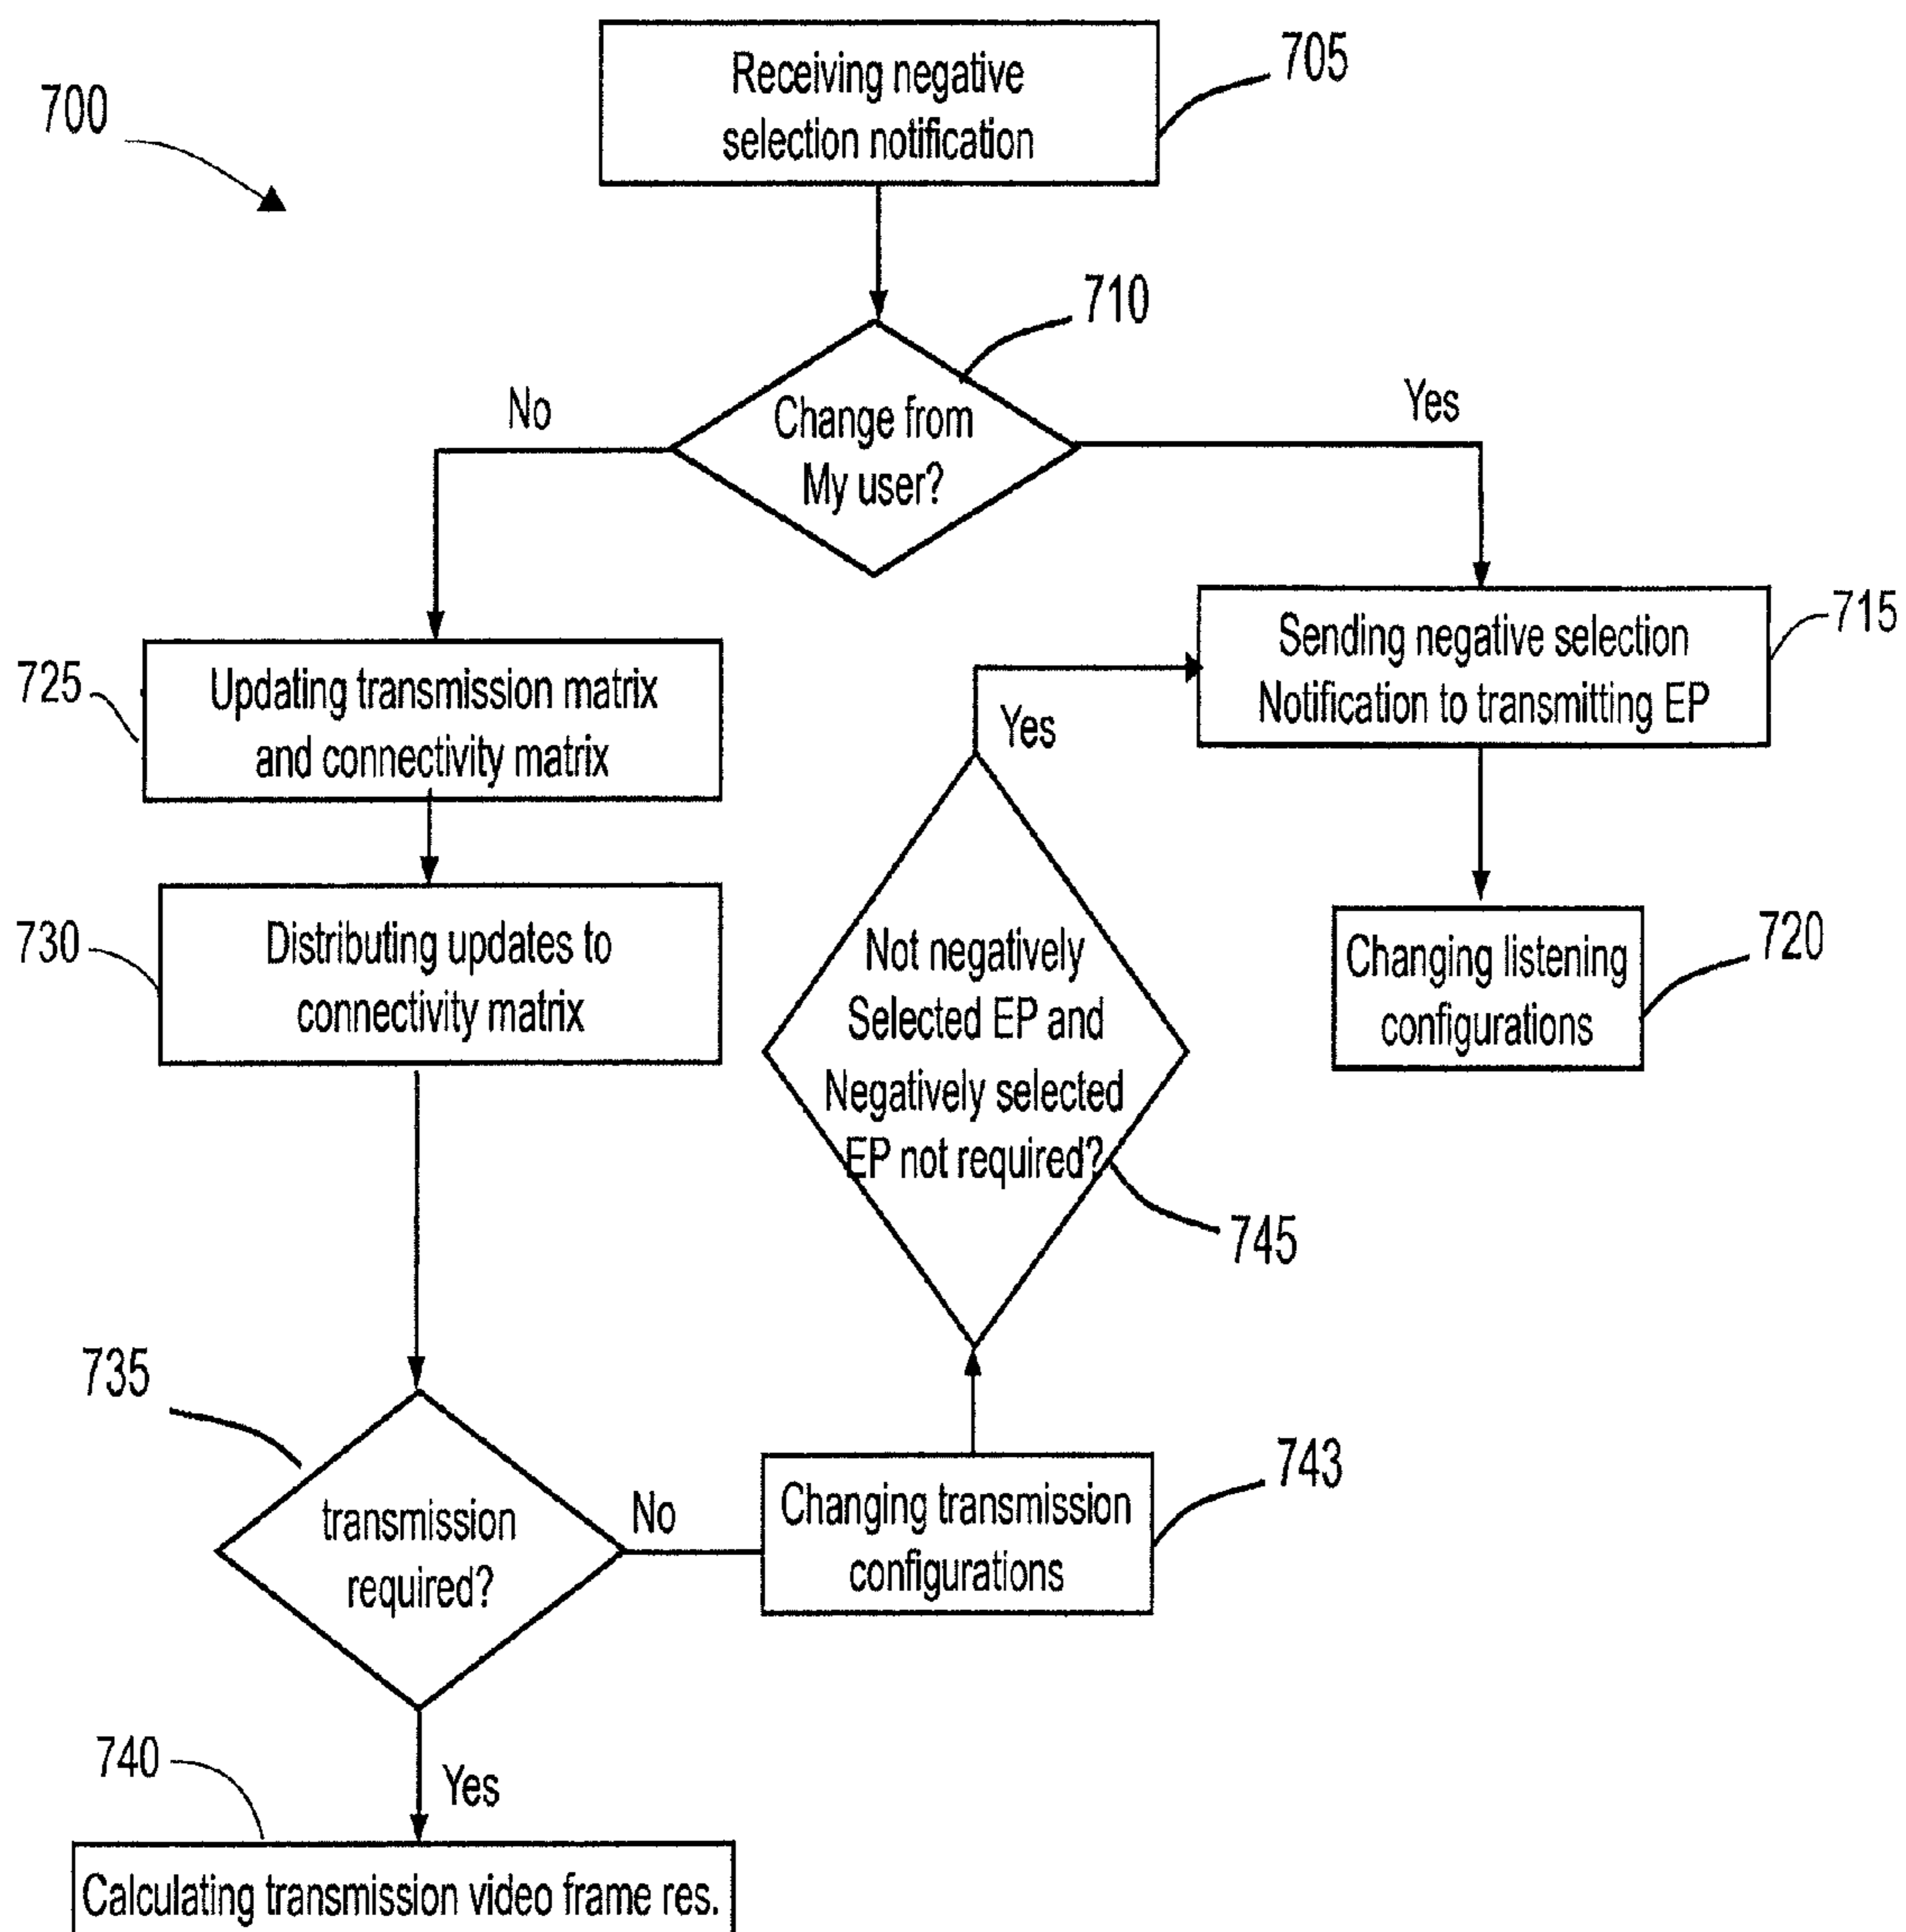 700
Receiving negative
selection notification
705
710
Change from
My user?
No
Yes
725
Updating transmission matrix
and connectivity matrix
Sending negative selection
Notification to transmitting EP
715
Yes
730
Distributing updates to
connectivity matrix
Not negatively
Selected EP and
Negatively selected
EP not required?
745
Changing listening
configurations
720
735
transmission
required?
No
Changing transmission
configurations
743
740
Yes
Calculating transmission video frame res.